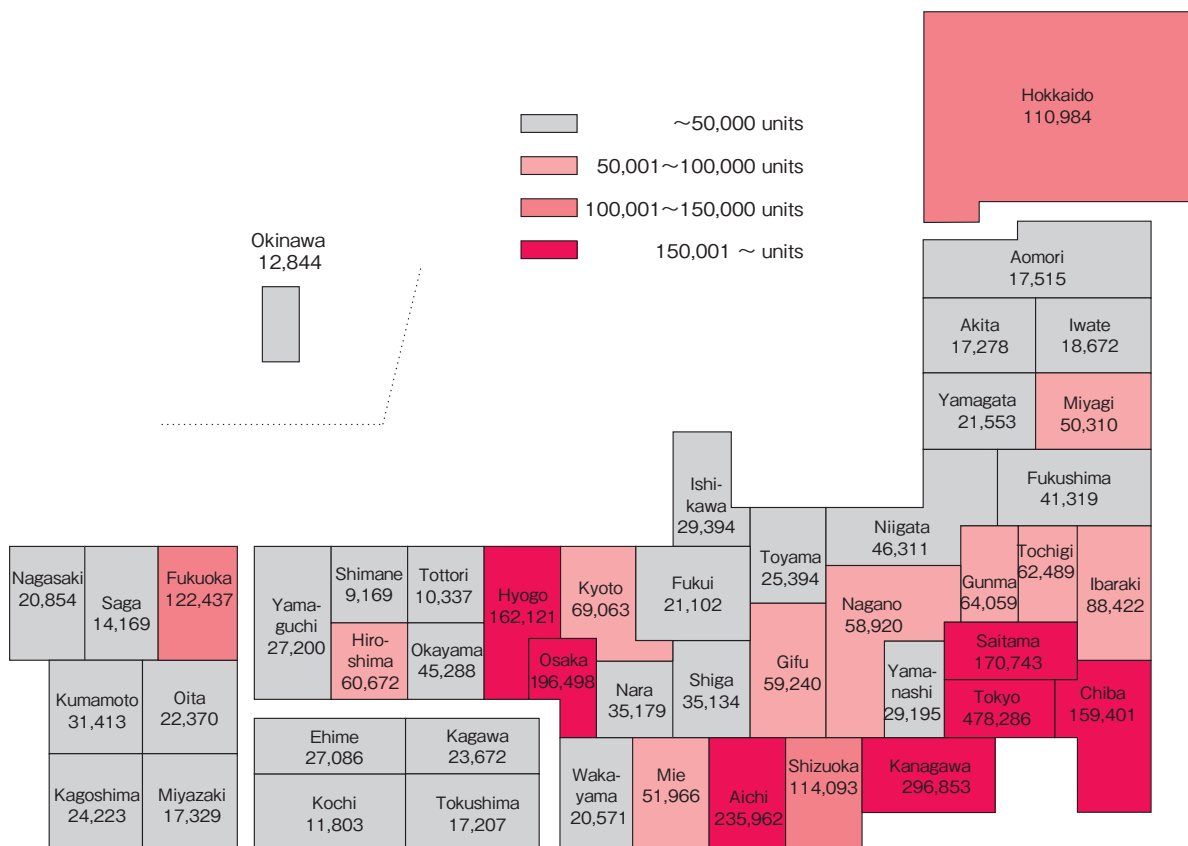 Hokkaido
110,984
~50,000 units
50,001~100,000 units
100,001~150,000 units
150,001 ~ units
Okinawa
12,844
Aomori
17,515
Akita
17,278
Iwate
18,672
Yamagata
21,553
Miyagi
50,310
Ishi-
kawa
29,394
Fukushima
41,319
Niigata
46,311
Toyama
25,394
Gunma
64,059
Tochigi
62,489
Ibaraki
88,422
Nagasaki
20,854
Saga
14,169
Fukuoka
122,437
Yama-
guchi
27,200
Shimane
9,169
Tottori
10,337
Hyogo
162,121
Kyoto
69,063
Fukui
21,102
Nagano
58,920
Hiro-
shima
60,672
Okayama
45,288
Osaka
196,498
Nara
35,179
Shiga
35,134
Gifu
59,240
Yama-
nashi
29,195
Saitama
170,743
Tokyo
478,286
Chiba
159,401
Kumamoto
31,413
Oita
22,370
Ehime
27,086
Kagawa
23,672
Kagoshima
24,223
Miyazaki
17,329
Kochi
11,803
Tokushima
17,207
Waka-
yama
20,571
Mie
51,966
Aichi
235,962
Shizuoka
114,093
Kanagawa
296,853